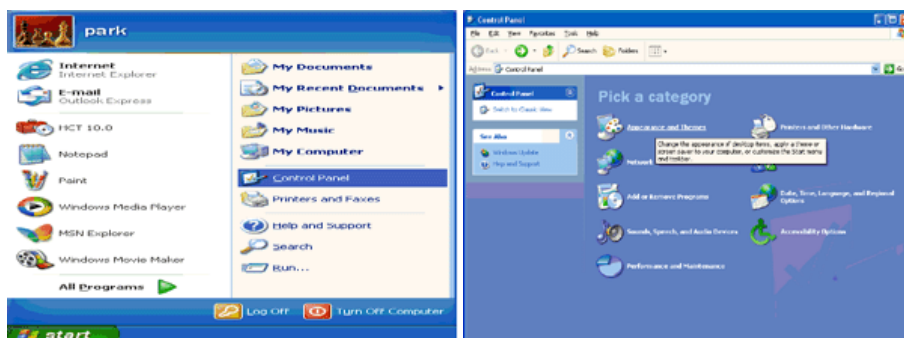 park
Internet
Internet Explorer
E-mail
Outlook Express
HCT 10.0
Notepad
Paint
Windows Media Player
MSN Explorer
Windows Movie Maker
All Programs
My Documents
My Recent Documents
My Pictures
My Music
My Computer
Control Panel
Printers and Faxes
Help and Support
Search
Run...
Log Off
Turn Off Computer
start
Control Panel
File Edit View Favorites Tools Help
Back
Search
Folders
Address Control Panel
Go
Control Panel
Switch to Classic View
See Also
Windows Update
Help and Support
Pick a category
Appearance and Themes
Printers and Other Hardware
Change the appearance of desktop items, apply a theme or
screen saver to your computer, or customize the Start menu
and taskbar.
Network
Add or Remove Programs
Date, Time, Language, and Regional
Options
Sounds, Speech, and Audio Devices
Accessibility Options
Performance and Maintenance